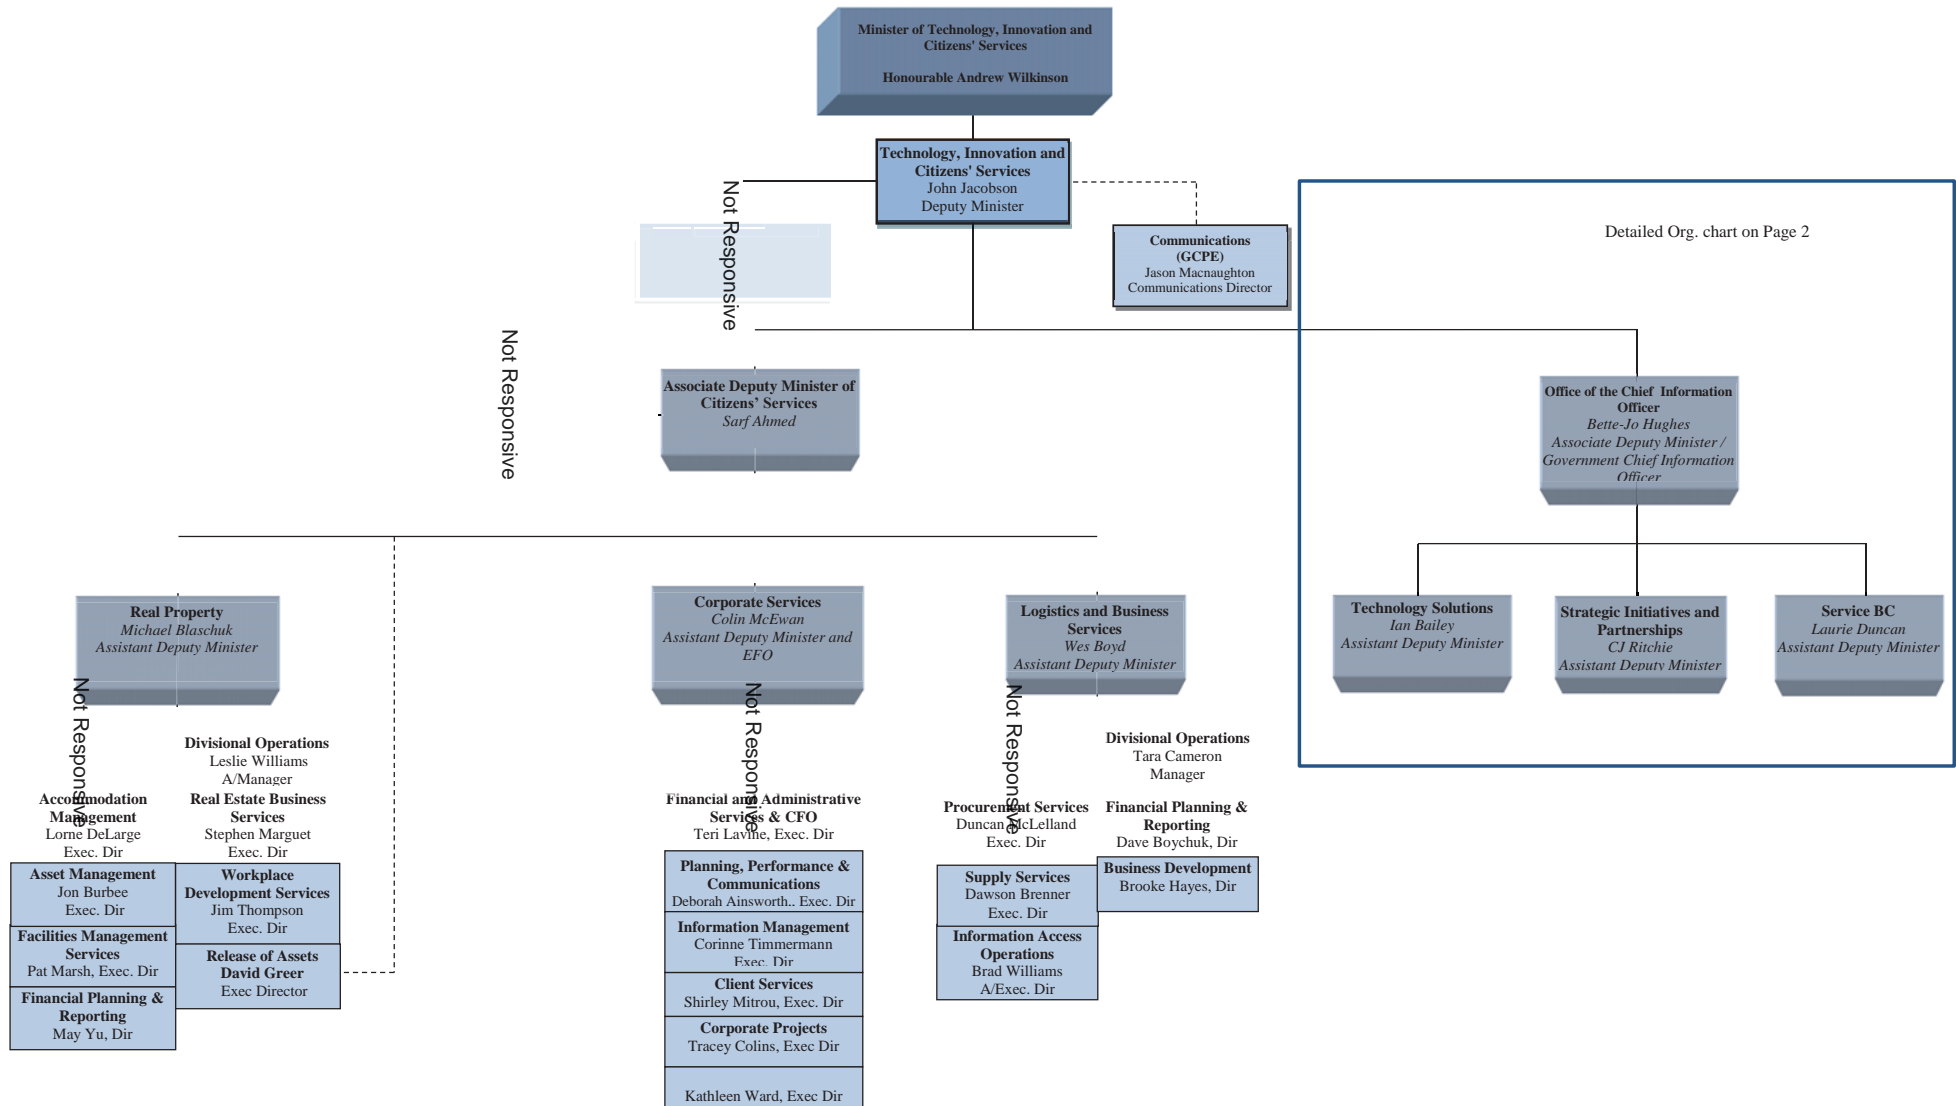 Minister of Technology, Innovation and
Citizens' Services
Honourable Andrew Wilkinson
Technology, Innovation and
Citizens' Services
John Jacobson
Deputy Minister
Not Responsive
Communications
(GCPE)
Jason Macnaughton
Communications Director
Detailed Org. chart on Page 2
Not Responsive
Associate Deputy Minister of
Citizens’ Services
Sarf Ahmed
Office of the Chief Information
Officer
Bette-Jo Hughes
Associate Deputy Minister /
Government Chief Information
Officer
Real Property
Michael Blaschuk
Assistant Deputy Minister
Corporate Services
Colin McEwan
Assistant Deputy Minister and
EFO
Logistics and Business
Services
Wes Boyd
Assistant Deputy Minister
Technology Solutions
Ian Bailey
Assistant Deputy Minister
Strategic Initiatives and
Partnerships
CJ Ritchie
Assistant Deputy Minister
Service BC
Laurie Duncan
Assistant Deputy Minister
Not Responsive
Divisional Operations
Leslie Williams
A/Manager
Accommodation
Management
Lorne DeLarge
Exec. Dir
Real Estate Business
Services
Stephen Marguet
Exec. Dir
Asset Management
Jon Burbee
Exec. Dir
Workplace
Development Services
Jim Thompson
Exec. Dir
Facilities Management
Services
Pat Marsh, Exec. Dir
Release of Assets
David Greer
Exec Director
Financial Planning &
Reporting
May Yu, Dir
Not Responsive
Financial and Administrative
Services & CFO
Teri Lavine, Exec. Dir
Planning, Performance &
Communications
Deborah Ainsworth.. Exec. Dir
Information Management
Corinne Timmermann
Exec. Dir
Client Services
Shirley Mitrou, Exec. Dir
Corporate Projects
Tracey Colins, Exec Dir
Kathleen Ward, Exec Dir
Not Responsive
Divisional Operations
Tara Cameron
Manager
Procurement Services
Duncan McLelland
Exec. Dir
Financial Planning &
Reporting
Dave Boychuk, Dir
Supply Services
Dawson Brenner
Exec. Dir
Business Development
Brooke Hayes, Dir
Information Access
Operations
Brad Williams
A/Exec. Dir